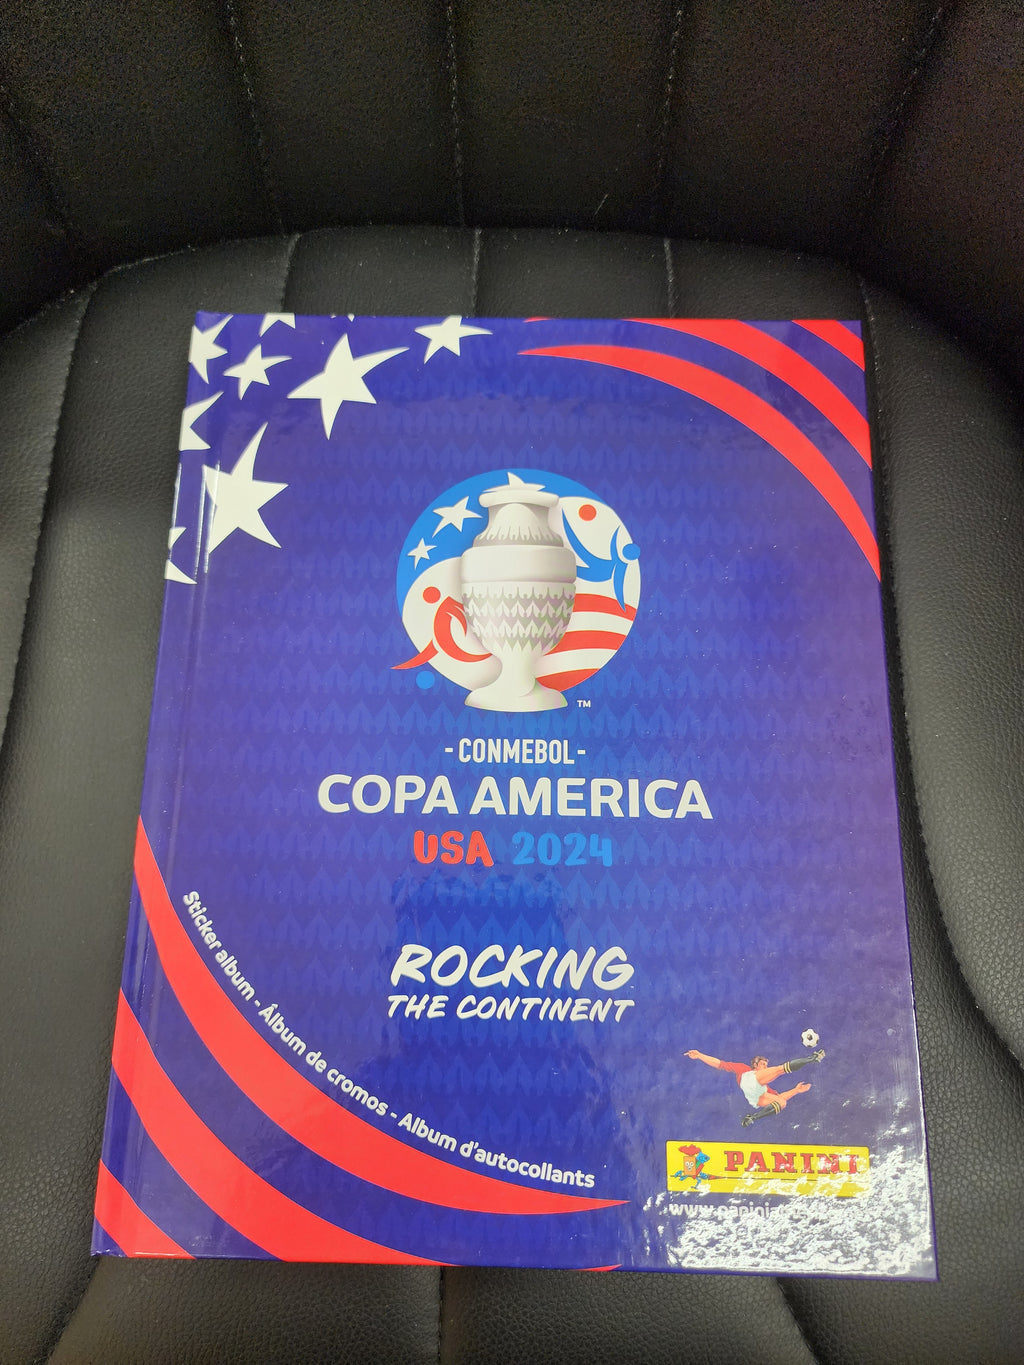 TM
- CONMEBOL -
COPA AMERICA
USA 2024
ROCKING
THE CONTINENT
Sticker album - Álbum de cromos - Album d'autocollants
PANINI